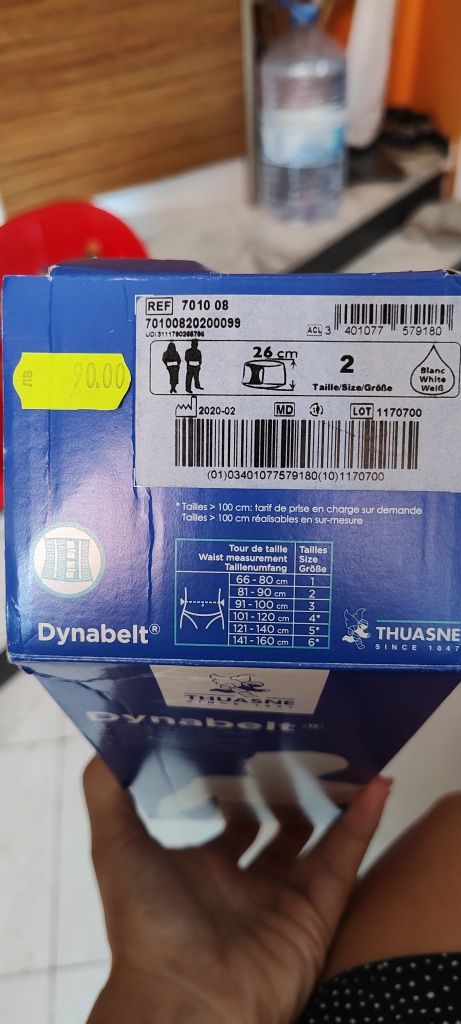 REF 7010 08
70100820200099
ACL 3 401077 579180
26 cm
2
Taille/Size/Größe
Blanc
White
Weiß
2020-02 MD LOT 1170700
(01)03401077579180(10)1170700
ЛВ 90.00
* Tailles > 100 cm: tarif de prise en charge sur demande
Tailles > 100 cm réalisables en sur-mesure
Tour de taille Tailles
Waist measurement Size
Taillenumfang Größe
66 - 80 cm 1
81 - 90 cm 2
91 - 100 cm 3
101 - 120 cm 4*
121 - 140 cm 5*
141 - 160 cm 6*
Dynabelt®
THUASNE
SINCE 1847
THUASNE
Dynabelt®